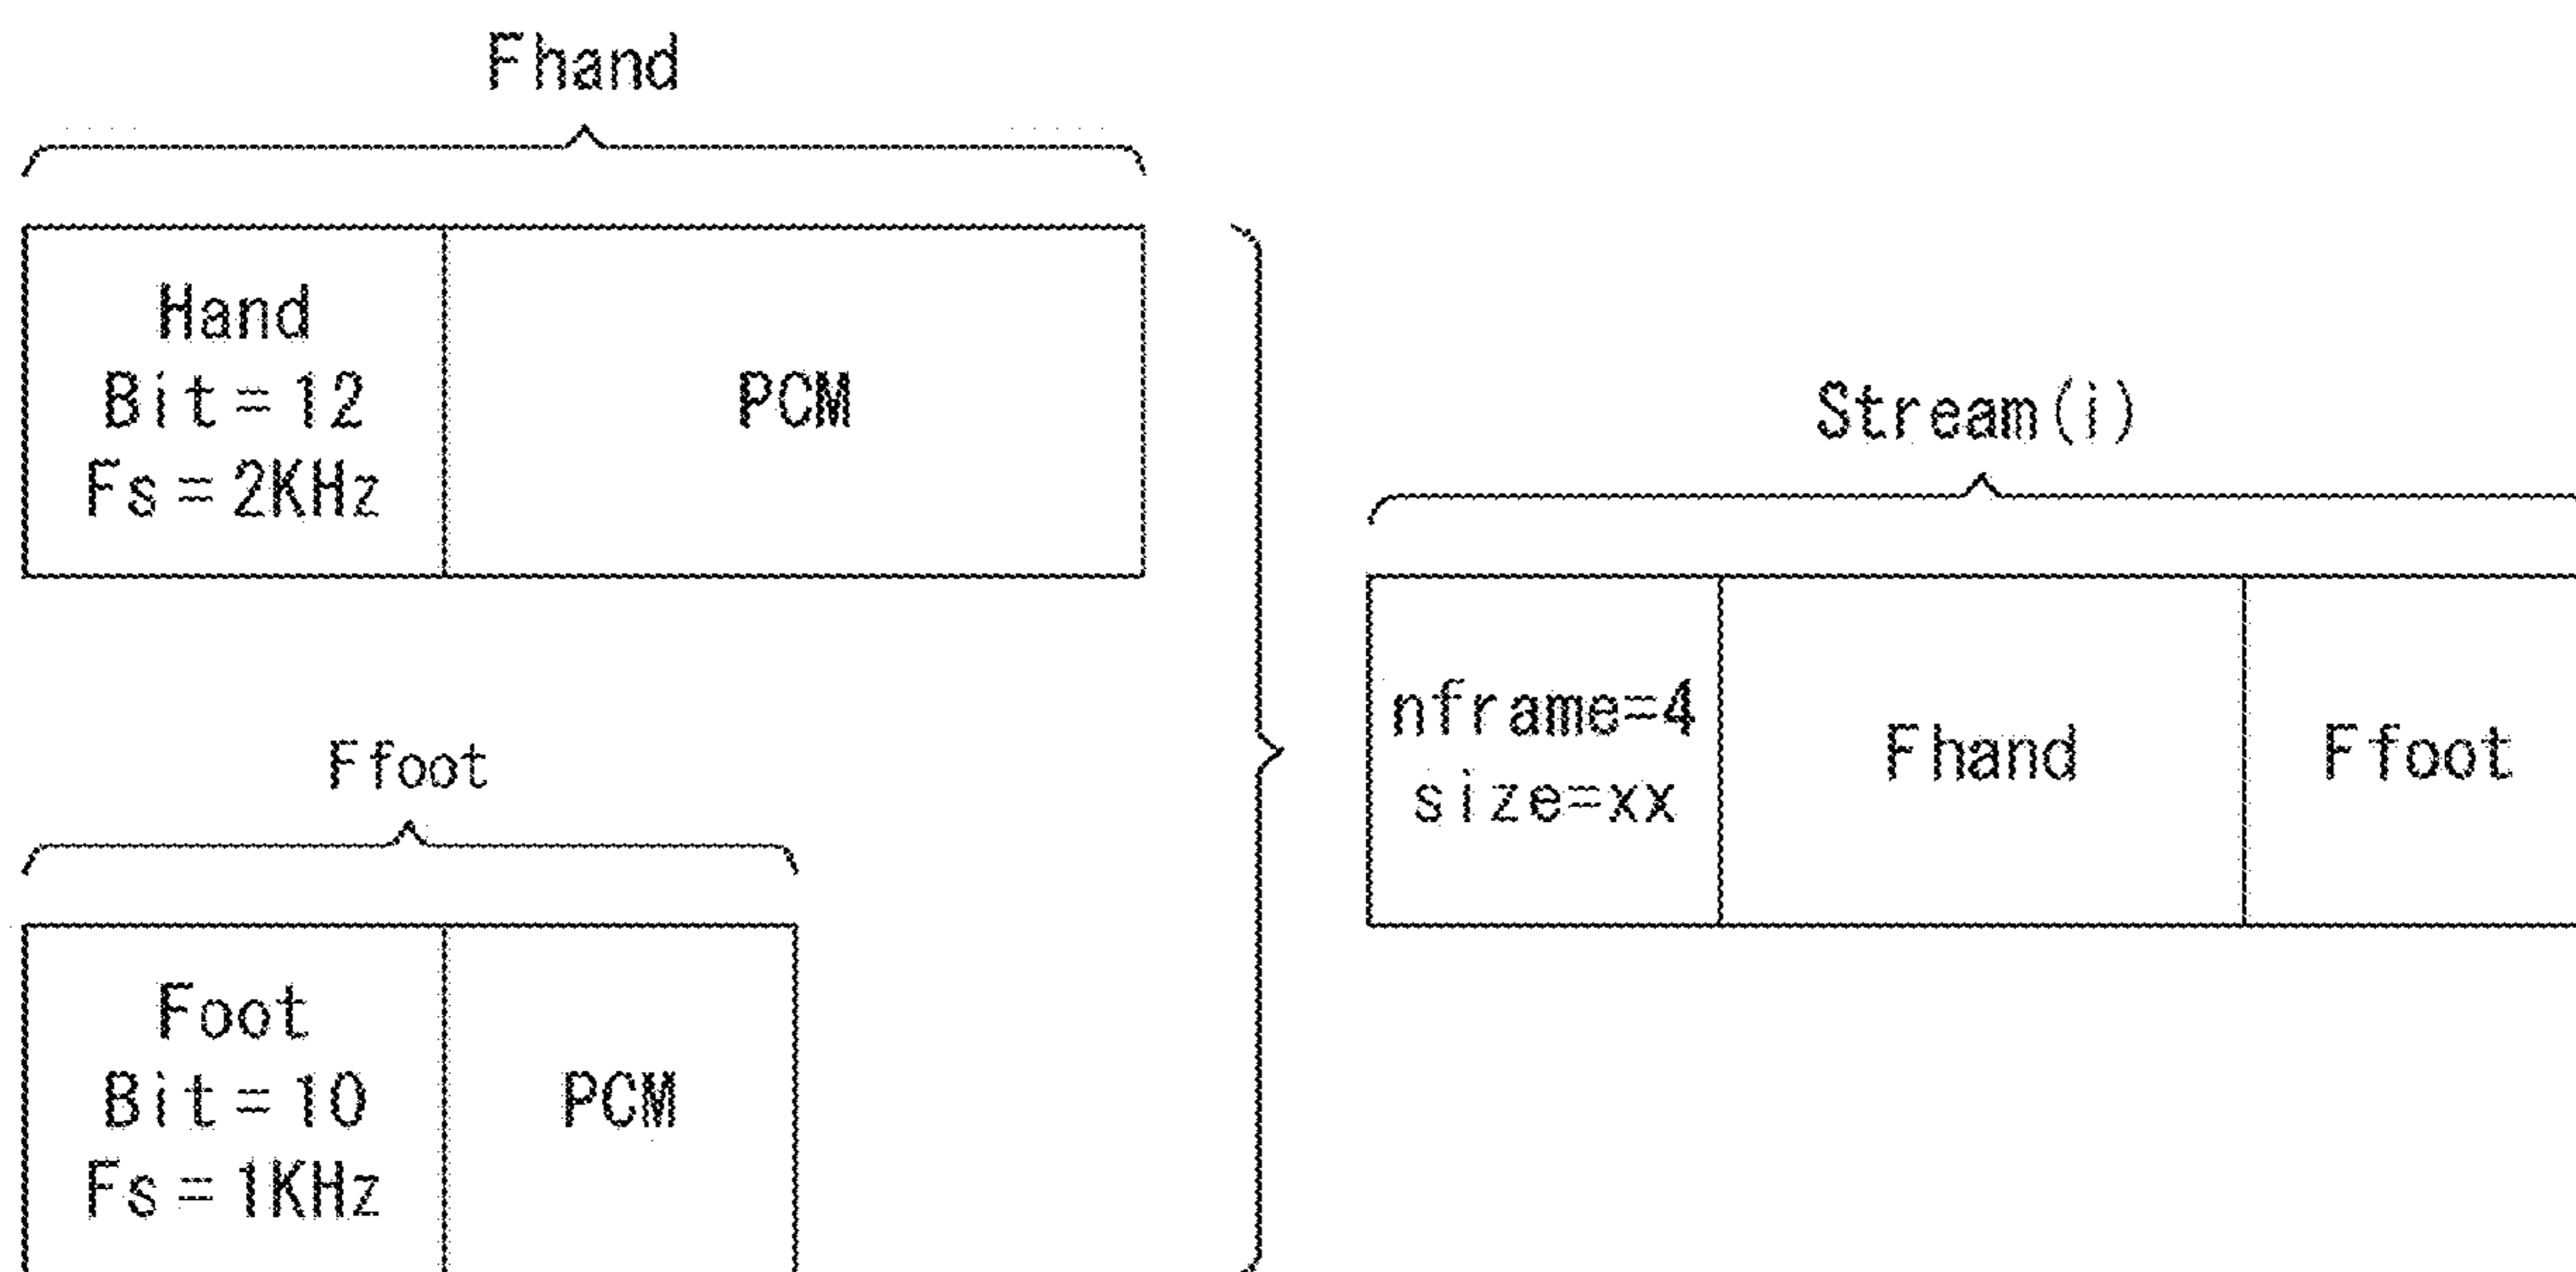 Fhand
Hand
Bit=12
Fs=2KHz
PCM
Stream(i)
nframe=4
size=xx
Fhand
Ffoot
Ffoot
Foot
Bit=10
Fs=1KHz
PCM